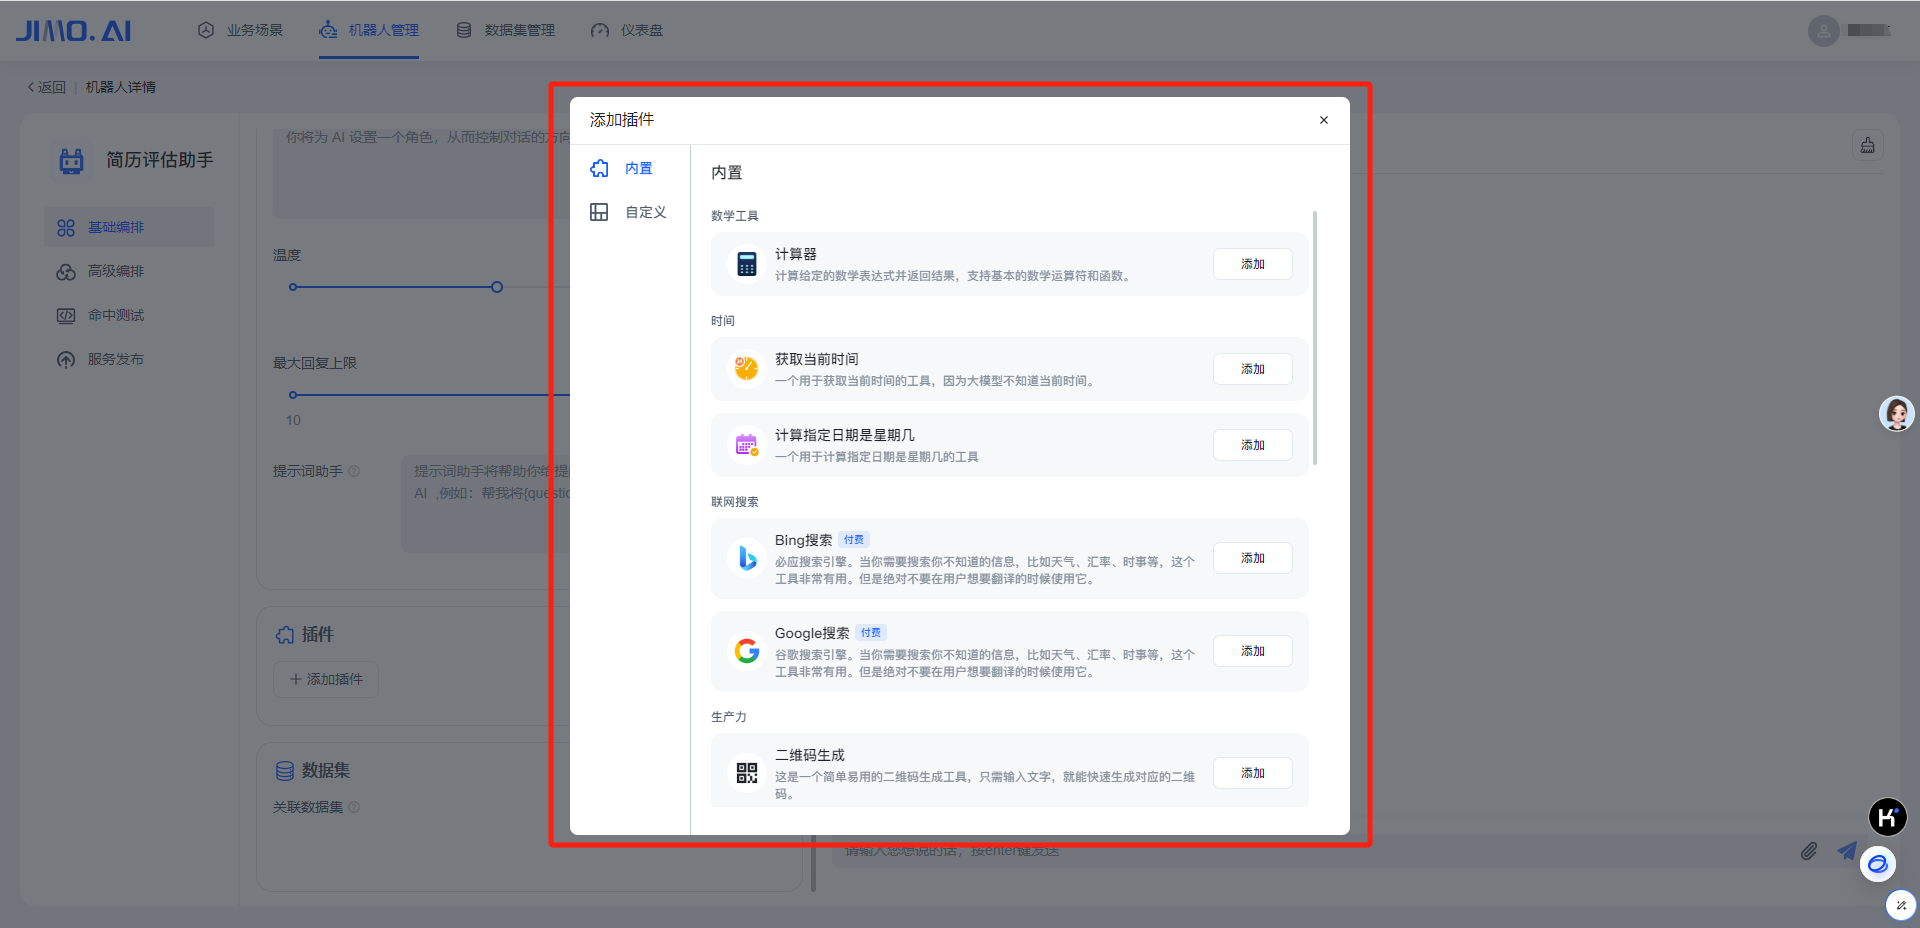 JIMO.AI
业务场景
机器人管理
数据集管理
仪表盘
返回
机器人详情
简历评估助手
基础编排
高级编排
命中测试
服务发布
你将为 AI 设置一个角色，从而控制对话的方向
温度
最大回复上限
10
提示词助手
提示词助手将帮助你给提
AI ,例如：帮我将{questio
插件
添加插件
数据集
关联数据集
添加插件
内置
自定义
内置
数学工具
计算器
计算给定的数学表达式并返回结果，支持基本的数学运算符和函数。
添加
时间
获取当前时间
一个用于获取当前时间的工具，因为大模型不知道当前时间。
添加
计算指定日期是星期几
一个用于计算指定日期是星期几的工具
添加
联网搜索
Bing搜索 付费
必应搜索引擎。当你需要搜索你不知道的信息，比如天气、汇率、时事等，这个
工具非常有用。但是绝对不要在用户想要翻译的时候使用它。
添加
Google搜索 付费
谷歌搜索引擎。当你需要搜索你不知道的信息，比如天气、汇率、时事等，这个
工具非常有用。但是绝对不要在用户想要翻译的时候使用它。
添加
生产力
二维码生成
这是一个简单易用的二维码生成工具，只需输入文字，就能快速生成对应的二维
码。
添加
请输入您想说的话，按enter键发送